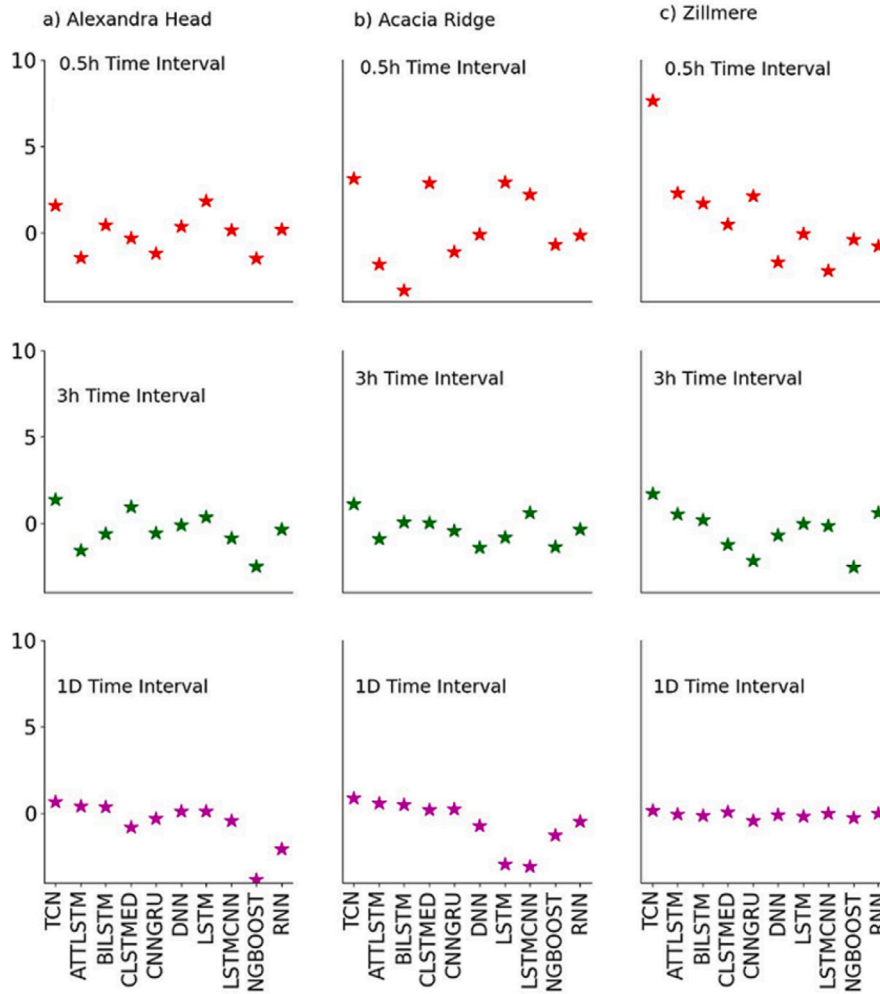 a) Alexandra Head
b) Acacia Ridge
c) Zillmere
10
5
0
0.5h Time Interval
0.5h Time Interval
0.5h Time Interval
10
5
0
3h Time Interval
3h Time Interval
3h Time Interval
10
5
0
1D Time Interval
1D Time Interval
1D Time Interval
TCN
ATTLSTM
BILSTM
CLSTMED
CNNGRU
DNN
LSTM
LSTMCNN
NGBOOST
RNN
TCN
ATTLSTM
BILSTM
CLSTMED
CNNGRU
DNN
LSTM
LSTMCNN
NGBOOST
RNN
TCN
ATTLSTM
BILSTM
CLSTMED
CNNGRU
DNN
LSTM
LSTMCNN
NGBOOST
RNN